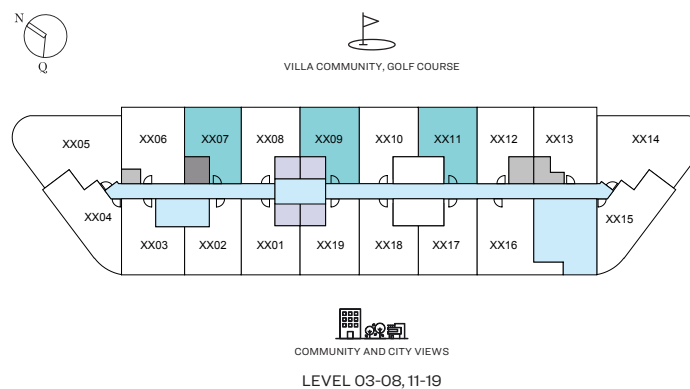 N
Q
VILLA COMMUNITY, GOLF COURSE
XX05
XX06
XX07
XX08
XX09
XX10
XX11
XX12
XX13
XX14
XX04
XX03
XX02
XX01
XX19
XX18
XX17
XX16
XX15
COMMUNITY AND CITY VIEWS
LEVEL 03-08, 11-19